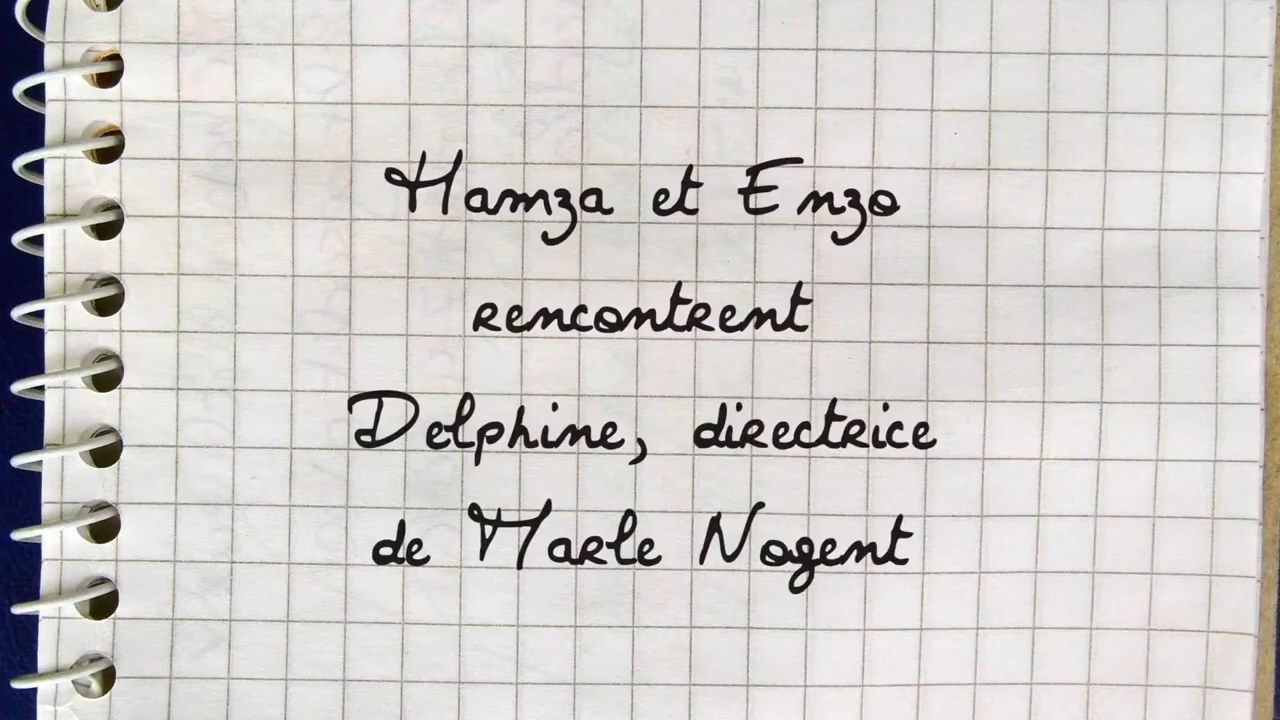 Hamza et Enzo
rencontrent
Delphine, directrice
de Marle Nogent